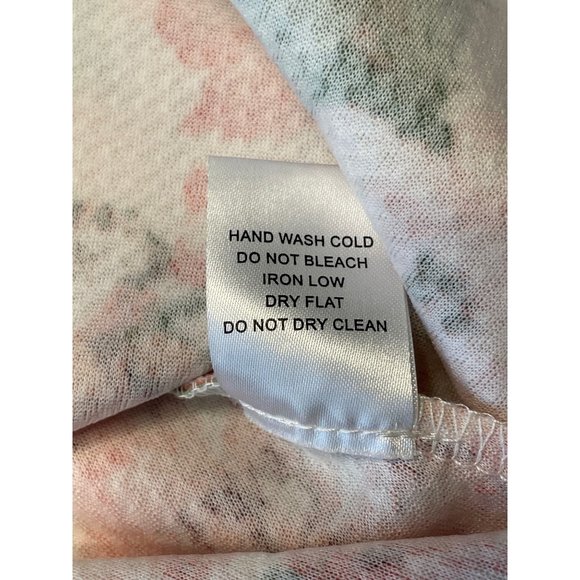 HAND WASH COLD
DO NOT BLEACH
IRON LOW
DRY FLAT
DO NOT DRY CLEAN